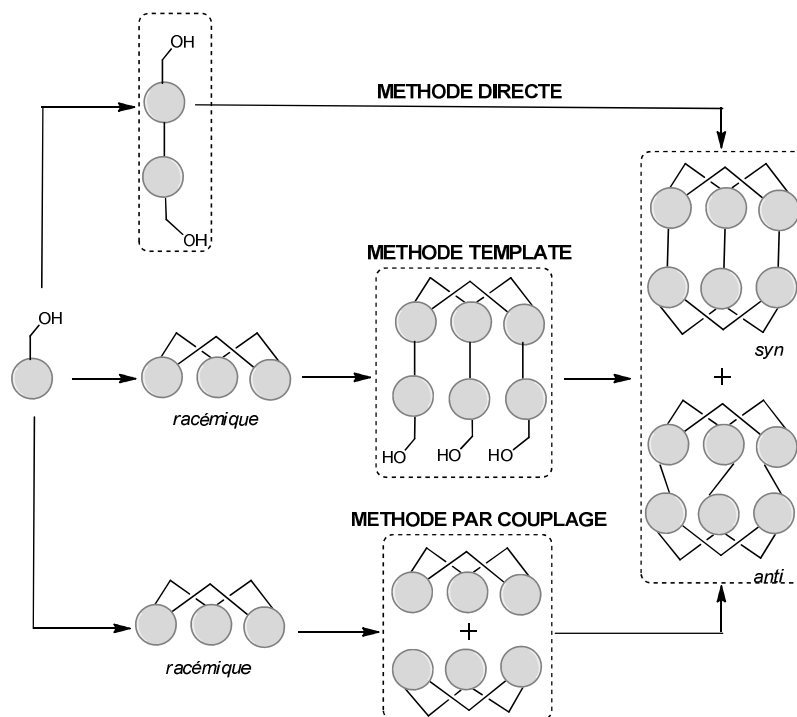 OH
METHODE DIRECTE
OH
METHODE TEMPLATE
syn
OH
+
racémique
HO
HO
HO
METHODE PAR COUPLAGE
anti
+
racémique